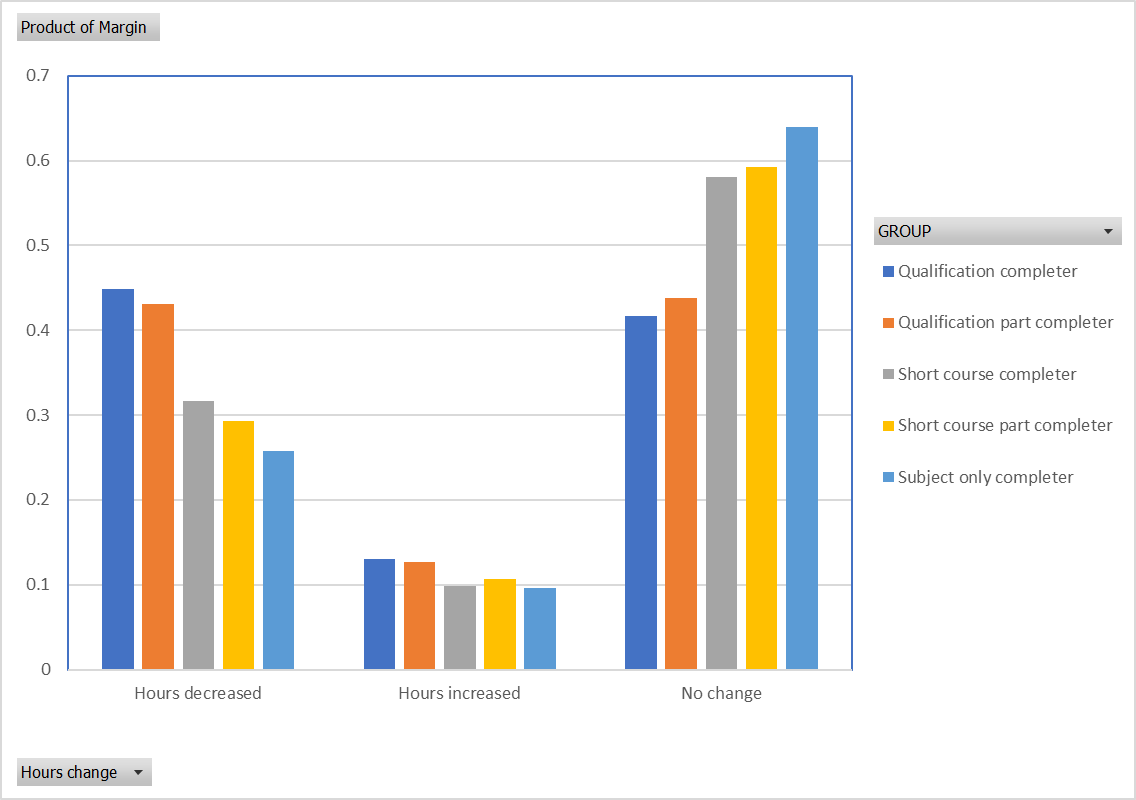 Product of Margin
0.7
0.6
0.5
0.4
0.3
0.2
0.1
0
Hours decreased
Hours increased
No change
GROUP
Qualification completer
Qualification part completer
Short course completer
Short course part completer
Subject only completer
Hours change